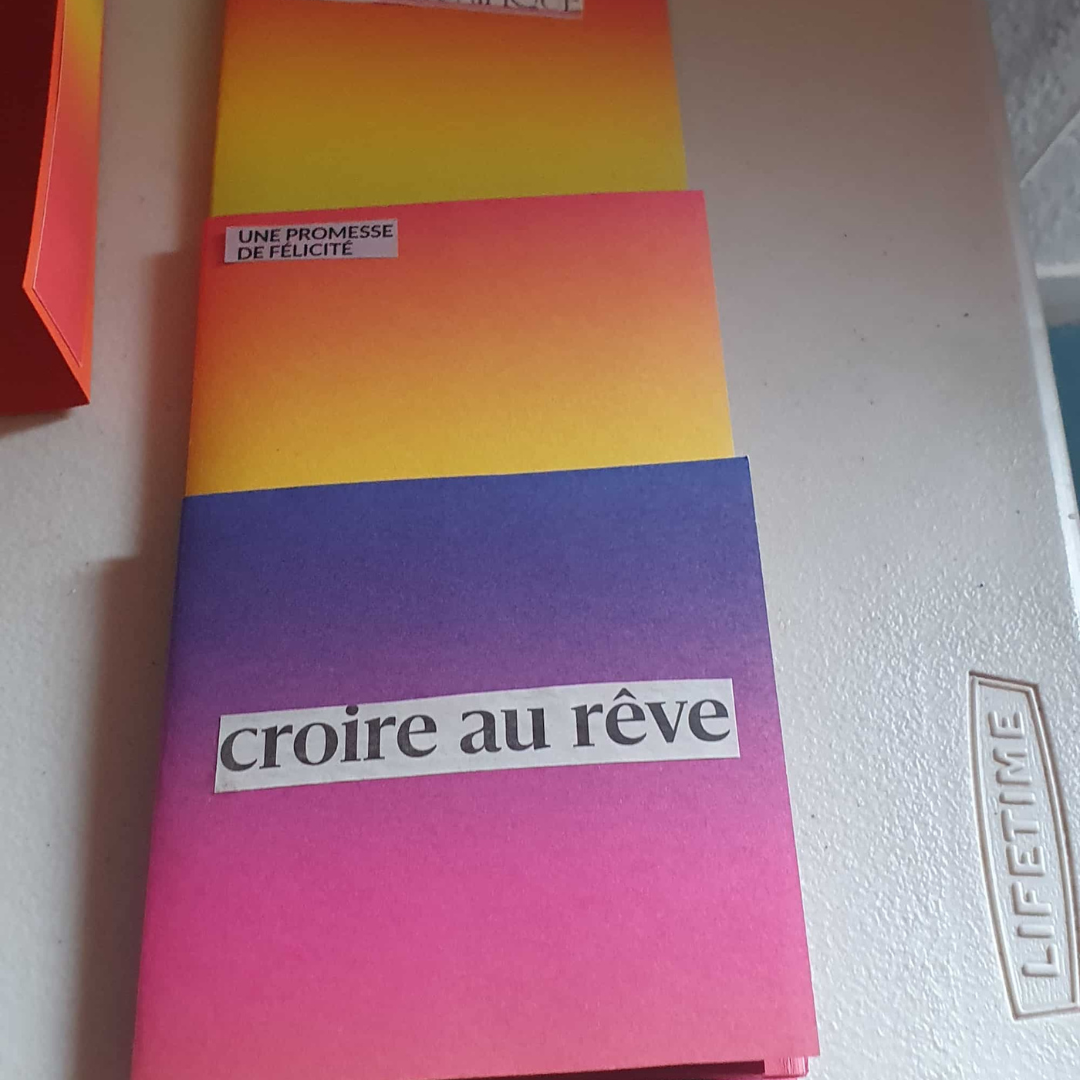 UNE PROMESSE
DE FÉLICITÉ
croire au rêve
LIFETIME